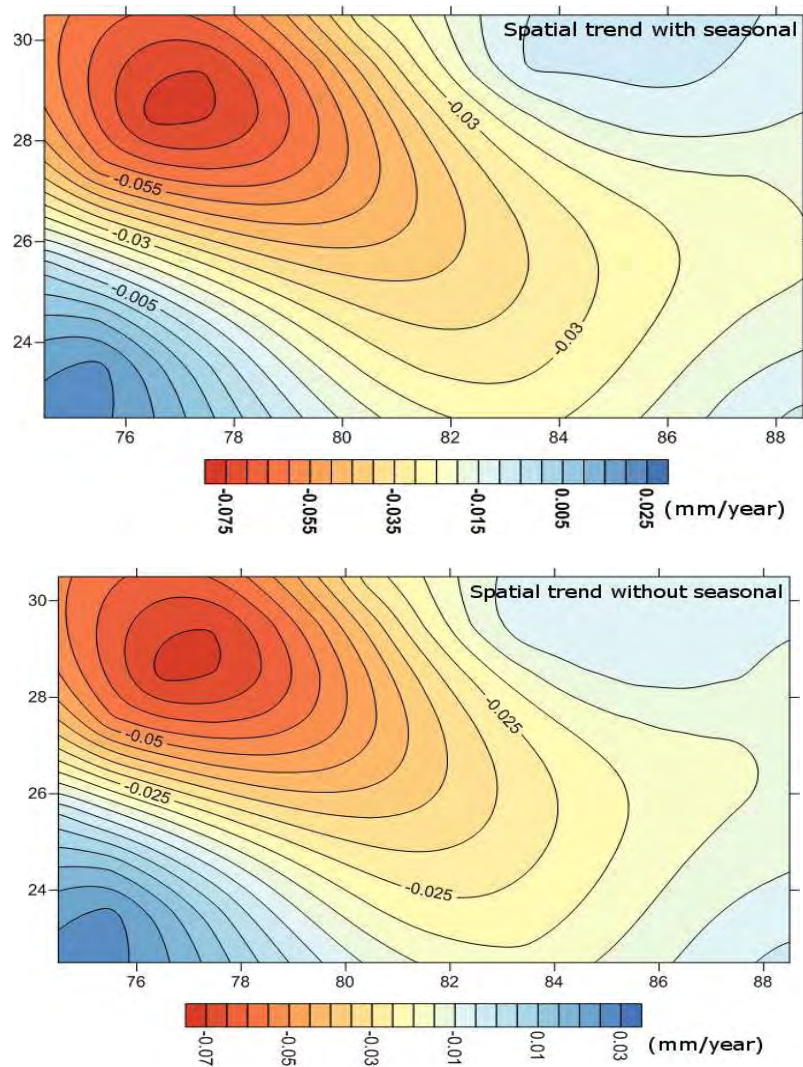 Spatial trend with seasonal
30
28
26
24
-0.03
-0.055
-0.03
-0.005
-0.03
76 78 80 82 84 86 88
-0.075 -0.055 -0.035 -0.015 0.005 0.025 (mm/year)
Spatial trend without seasonal
30
28
26
24
-0.025
-0.05
-0.025
-0.025
76 78 80 82 84 86 88
-0.07 -0.05 -0.03 -0.01 0.01 0.03 (mm/year)